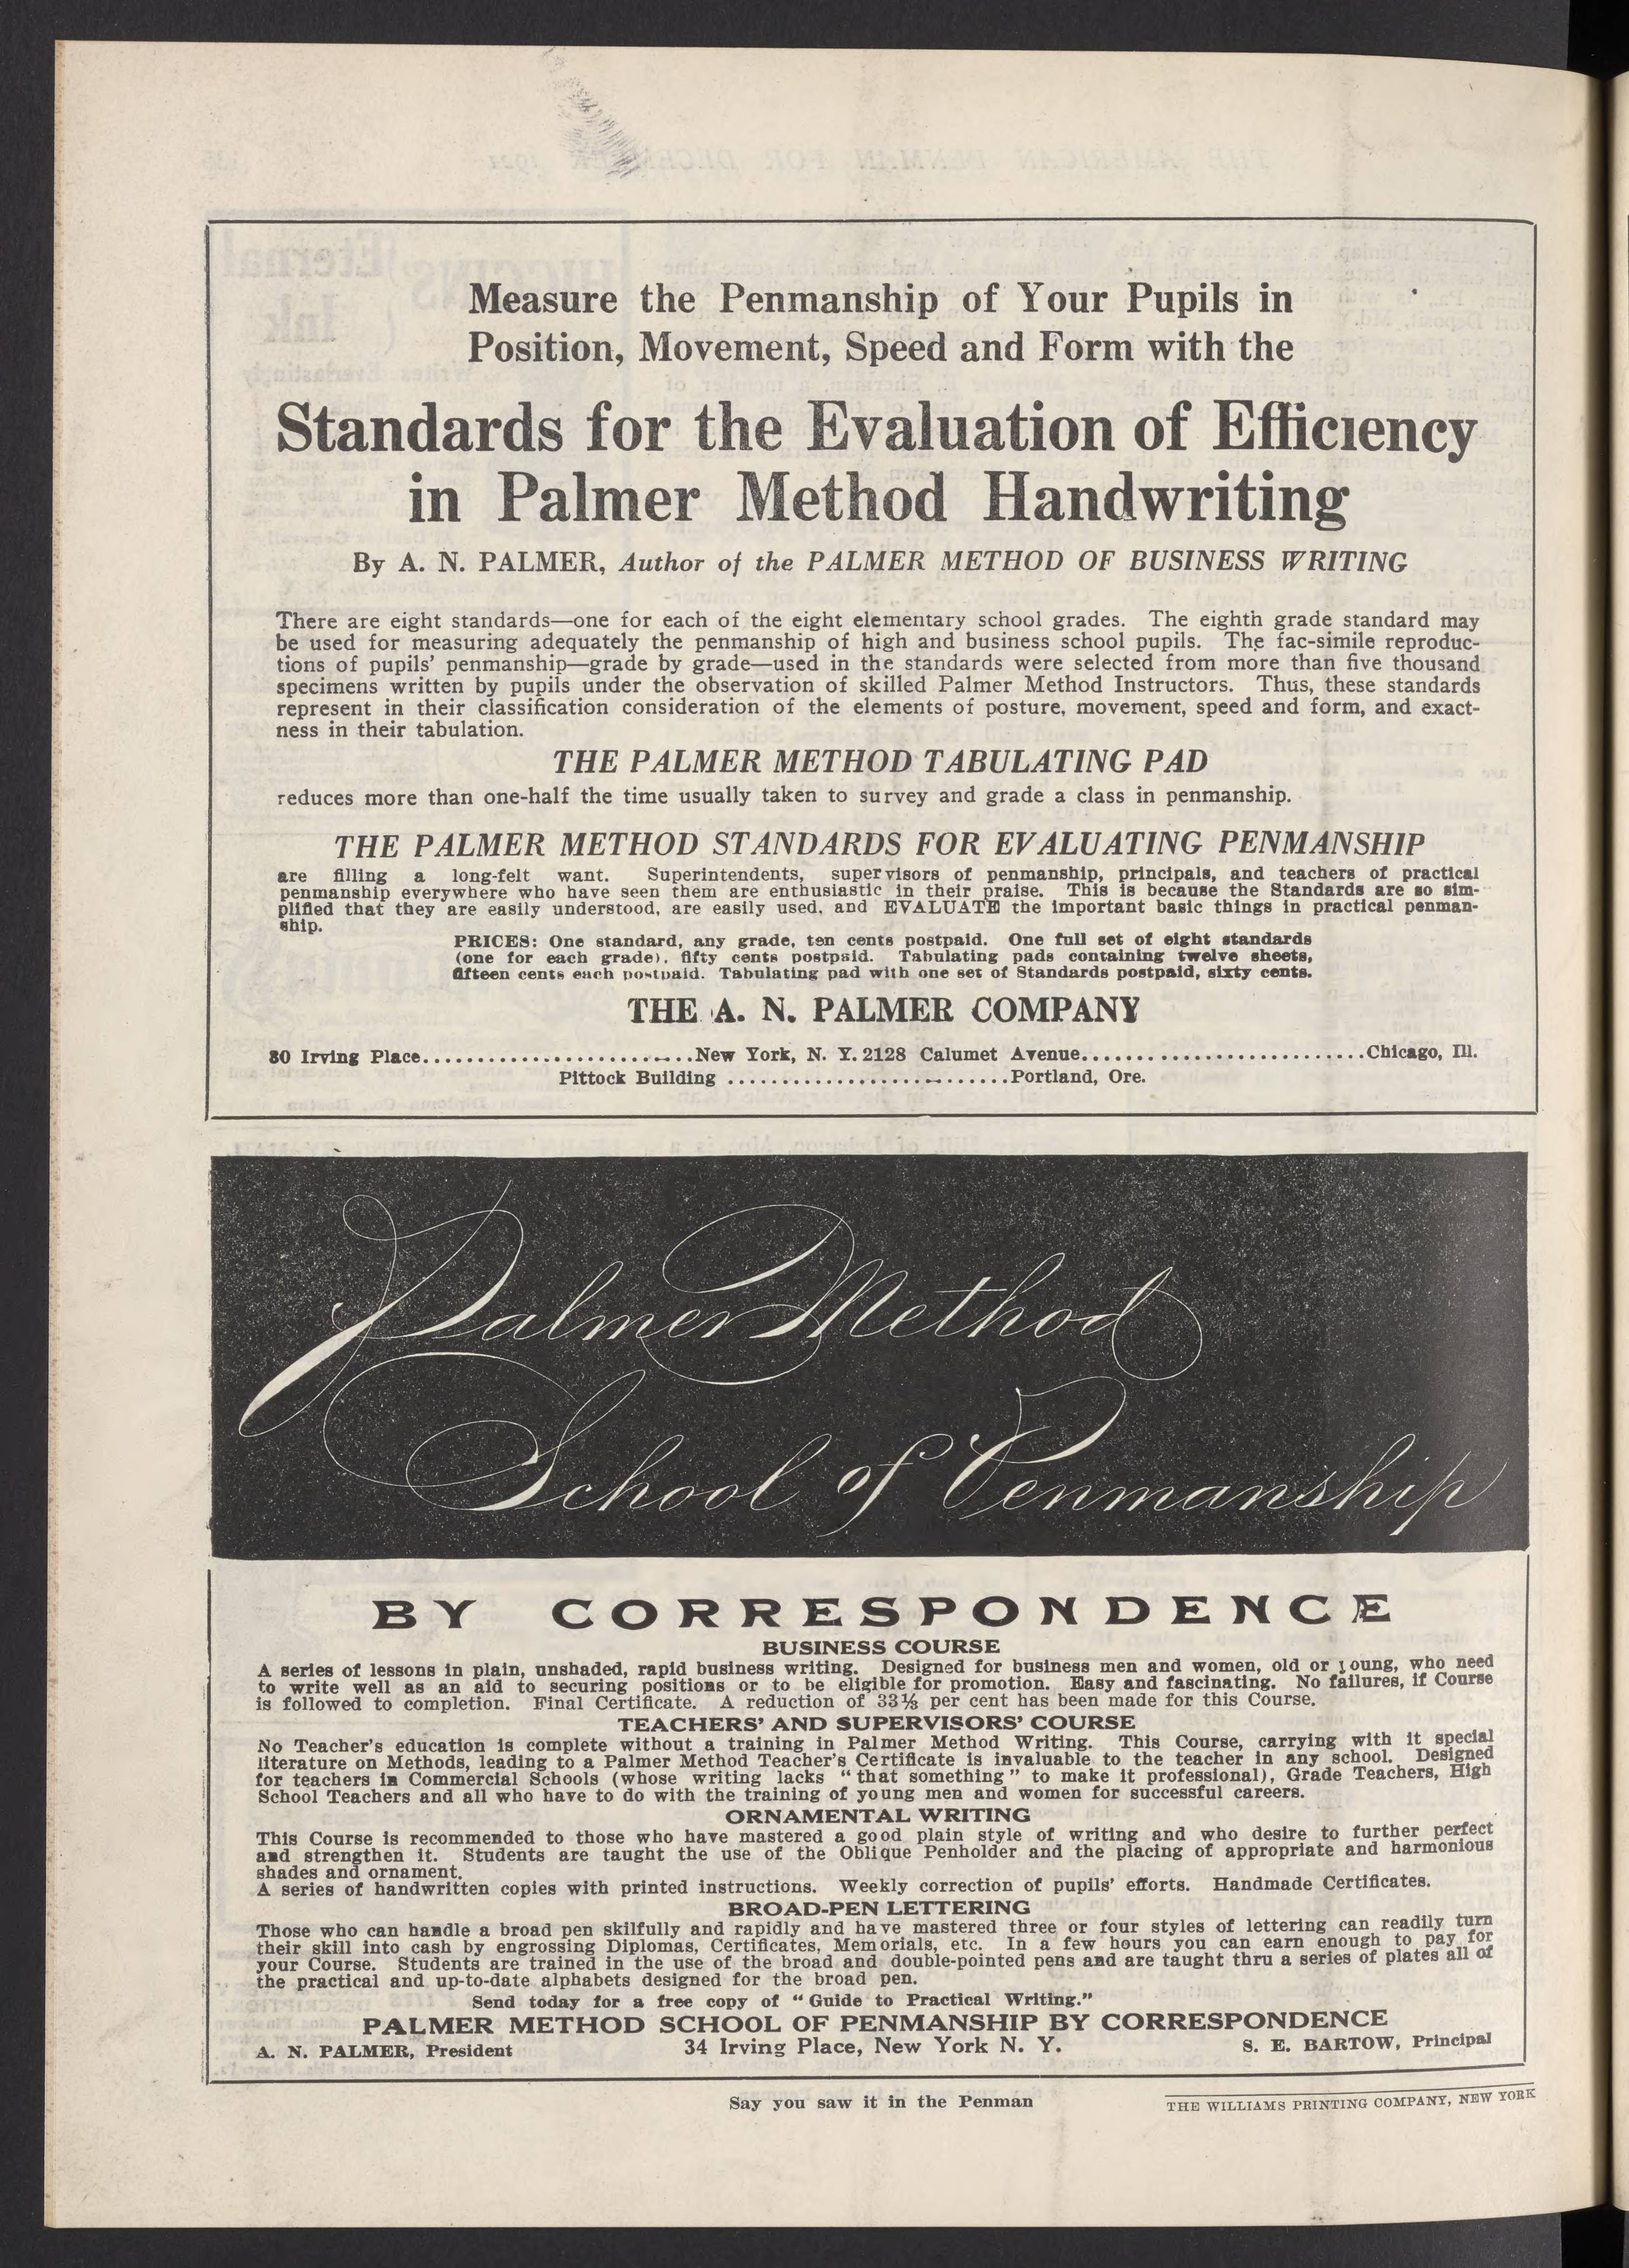 Measure the Penmanship of Your Pupils in
Position, Movement, Speed and Form with the
Standards for the Evaluation of Efficiency
in Palmer Method Handwriting
By A. N. PALMER, Author of the PALMER METHOD OF BUSINESS WRITING
There are eight standards—one for each of the eight elementary school grades. The eighth grade standard may
be used for measuring adequately the penmanship of high and business school pupils. The fac-simile reproduc-
tions of pupils' penmanship—grade by grade—used in the standards were selected from more than five thousand
specimens written by pupils under the observation of skilled Palmer Method Instructors. Thus, these standards
represent in their classification consideration of the elements of posture, movement, speed and form, and exact-
ness in their tabulation.
THE PALMER METHOD TABULATING PAD
reduces more than one-half the time usually taken to survey and grade a class in penmanship.
THE PALMER METHOD STANDARDS FOR EVALUATING PENMANSHIP
are filling a long-felt want. Superintendents, supervisors of penmanship, principals, and teachers of practical
penmanship everywhere who have seen them are enthusiastic in their praise. This is because the Standards are so sim-
plified that they are easily understood, are easily used, and EVALUATE the important basic things in practical penman-
ship.
PRICES: One standard, any grade, ten cents postpaid. One full set of eight standards
(one for each grade), fifty cents postpaid. Tabulating pads containing twelve sheets,
fifteen cents each postpaid. Tabulating pad with one set of Standards postpaid, sixty cents.
THE A. N. PALMER COMPANY
30 Irving Place.........................New York, N. Y. 2128 Calumet Avenue..........................Chicago, Ill.
Pittock Building ..........................Portland, Ore.
Palmer Method
School of Penmanship
BY CORRESPONDENCE
BUSINESS COURSE
A series of lessons in plain, unshaded, rapid business writing. Designed for business men and women, old or young, who need
to write well as an aid to securing positions or to be eligible for promotion. Easy and fascinating. No failures, if Course
is followed to completion. Final Certificate. A reduction of 33⅓ per cent has been made for this Course.
TEACHERS' AND SUPERVISORS' COURSE
No Teacher's education is complete without a training in Palmer Method Writing. This Course, carrying with it special
literature on Methods, leading to a Palmer Method Teacher's Certificate is invaluable to the teacher in any school. Designed
for teachers in Commercial Schools (whose writing lacks "that something" to make it professional), Grade Teachers, High
School Teachers and all who have to do with the training of young men and women for successful careers.
ORNAMENTAL WRITING
This Course is recommended to those who have mastered a good plain style of writing and who desire to further perfect
and strengthen it. Students are taught the use of the Oblique Penholder and the placing of appropriate and harmonious
shades and ornament.
A series of handwritten copies with printed instructions. Weekly correction of pupils' efforts. Handmade Certificates.
BROAD-PEN LETTERING
Those who can handle a broad pen skilfully and rapidly and have mastered three or four styles of lettering can readily turn
their skill into cash by engrossing Diplomas, Certificates, Memorials, etc. In a few hours you can earn enough to pay for
your Course. Students are trained in the use of the broad and double-pointed pens and are taught thru a series of plates all of
the practical and up-to-date alphabets designed for the broad pen.
Send today for a free copy of "Guide to Practical Writing."
PALMER METHOD SCHOOL OF PENMANSHIP BY CORRESPONDENCE
A. N. PALMER, President 34 Irving Place, New York N. Y. S. E. BARTOW, Principal
Say you saw it in the Penman
THE WILLIAMS PRINTING COMPANY, NEW YORK